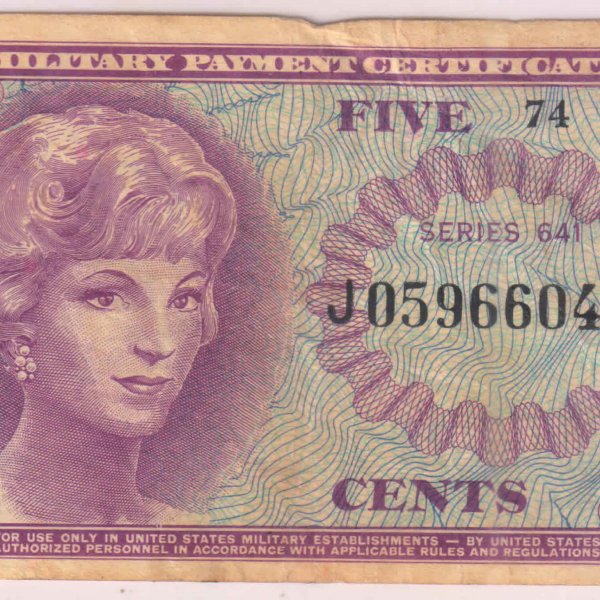 MILITARY PAYMENT CERTIFICAT
FIVE 74
SERIES 641
J0596604
CENTS
FOR USE ONLY IN UNITED STATES MILITARY ESTABLISHMENTS — BY UNITED STATES
AUTHORIZED PERSONNEL IN ACCORDANCE WITH APPLICABLE RULES AND REGULATIONS